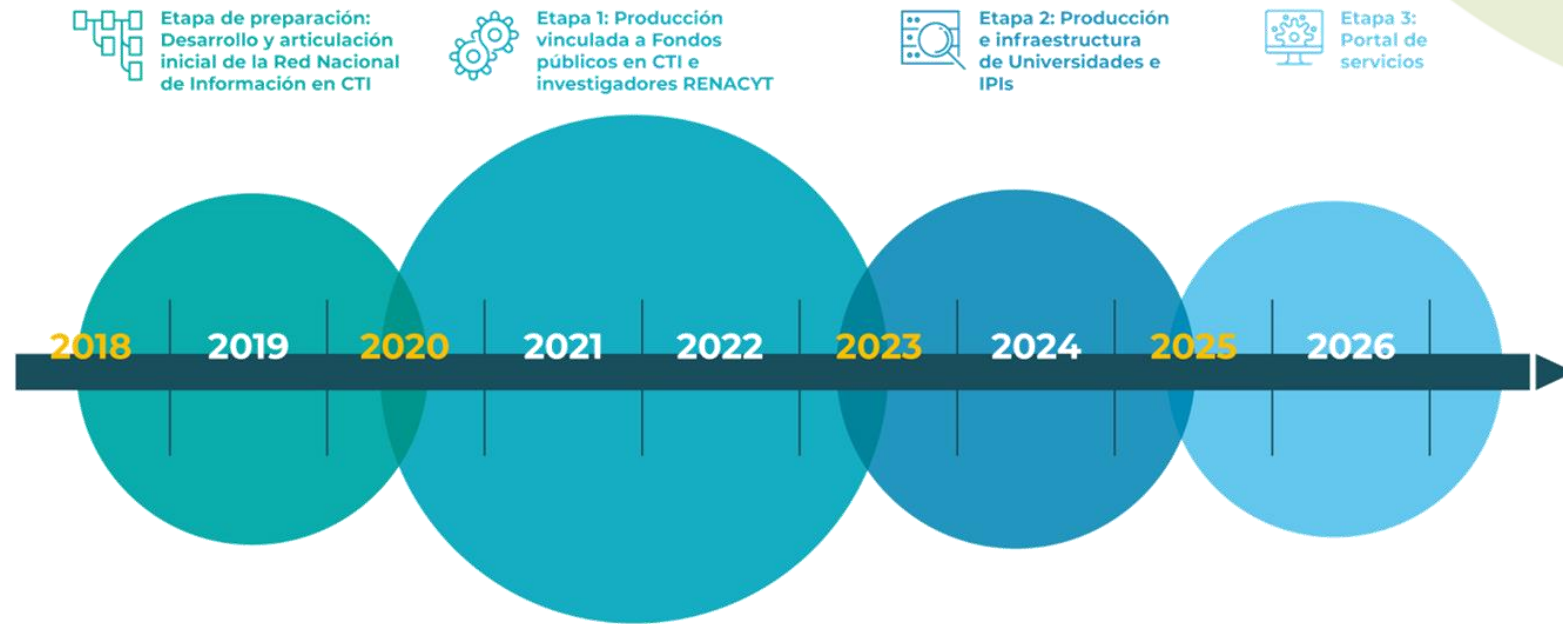 Etapa de preparación:
Desarrollo y articulación
inicial de la Red Nacional
de Información en CTI
Etapa 1: Producción
vinculada a Fondos
públicos en CTI e
investigadores RENACYT
Etapa 2: Producción
e infraestructura
de Universidades e
IPIs
Etapa 3:
Portal de
servicios
2018
2019
2020
2021
2022
2023
2024
2025
2026